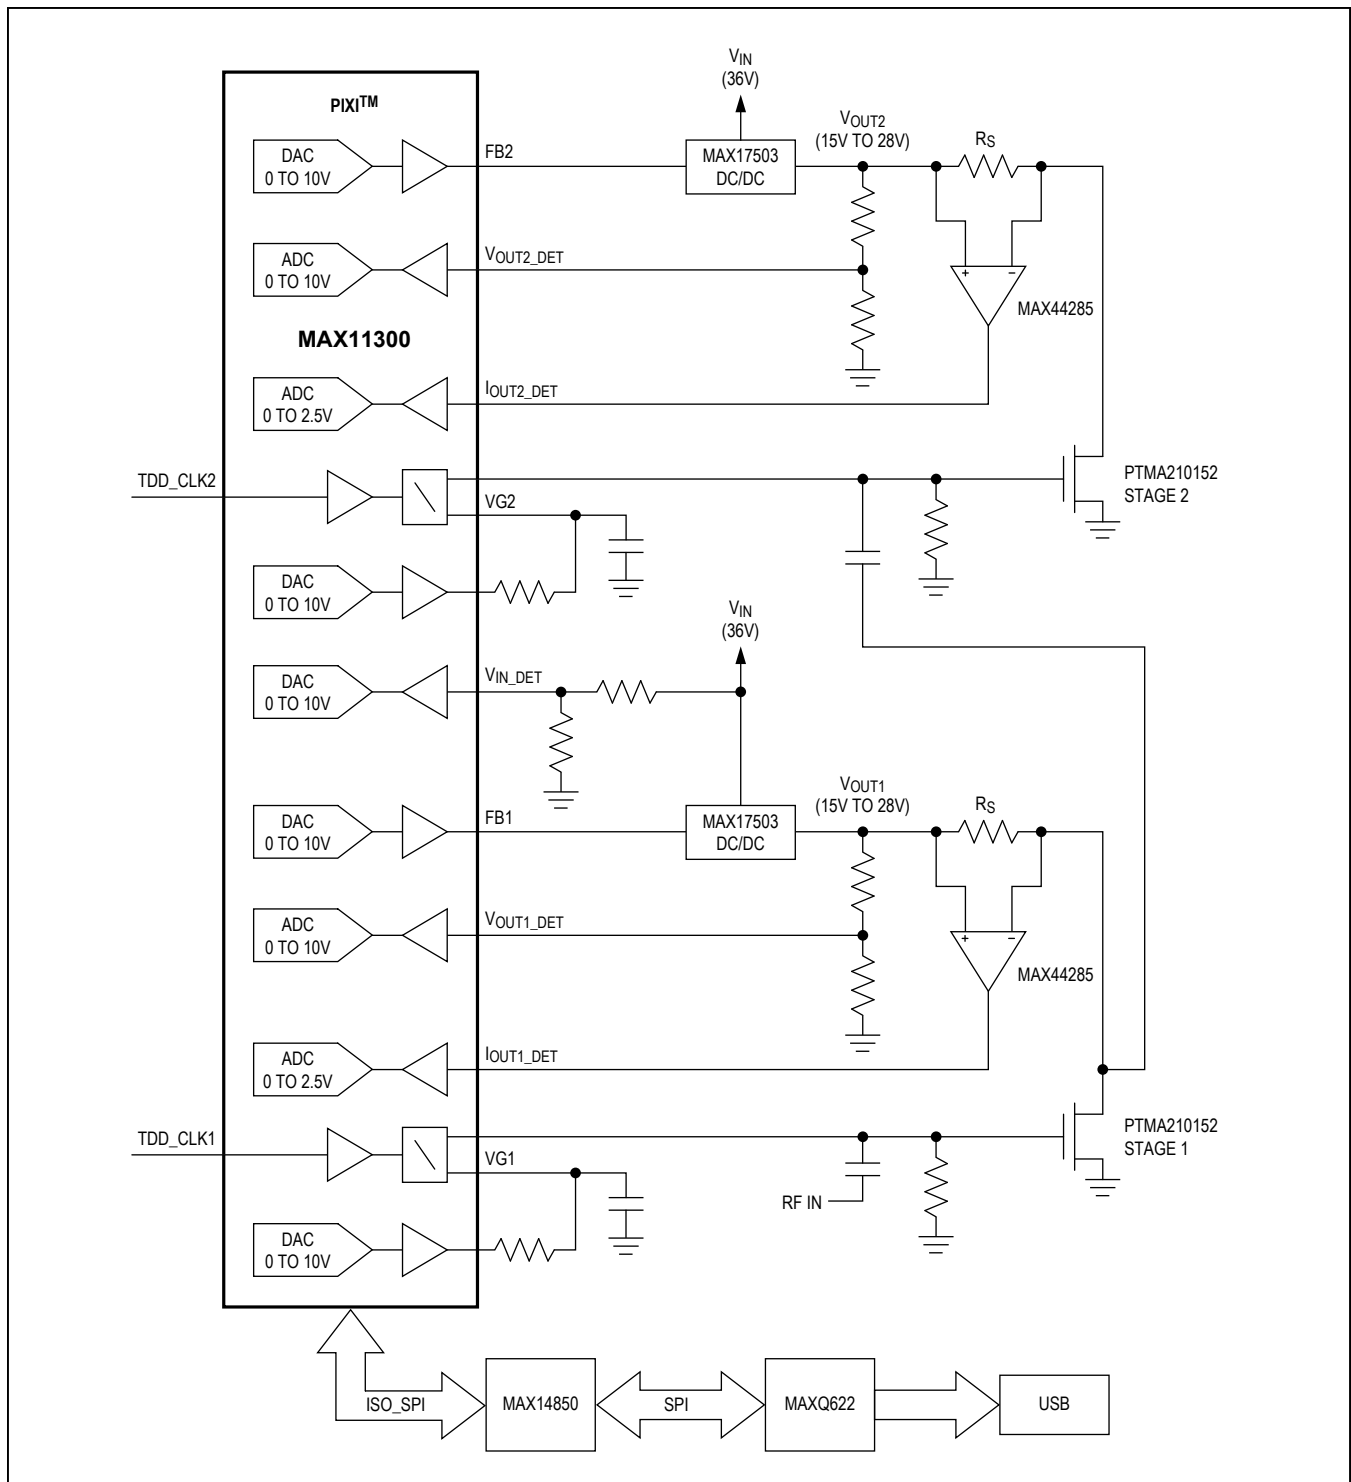 PIXI™
VIN
(36V)
DAC
0 TO 10V
FB2
MAX17503
DC/DC
VOUT2
(15V TO 28V)
RS
ADC
0 TO 10V
VOUT2_DET
+
−
MAX44285
MAX11300
ADC
0 TO 2.5V
IOUT2_DET
TDD_CLK2
VG2
PTMA210152
STAGE 2
DAC
0 TO 10V
VIN
(36V)
DAC
0 TO 10V
VIN_DET
DAC
0 TO 10V
FB1
MAX17503
DC/DC
VOUT1
(15V TO 28V)
RS
ADC
0 TO 10V
VOUT1_DET
+
−
MAX44285
ADC
0 TO 2.5V
IOUT1_DET
TDD_CLK1
VG1
RF IN
PTMA210152
STAGE 1
DAC
0 TO 10V
ISO_SPI
MAX14850
SPI
MAXQ622
USB